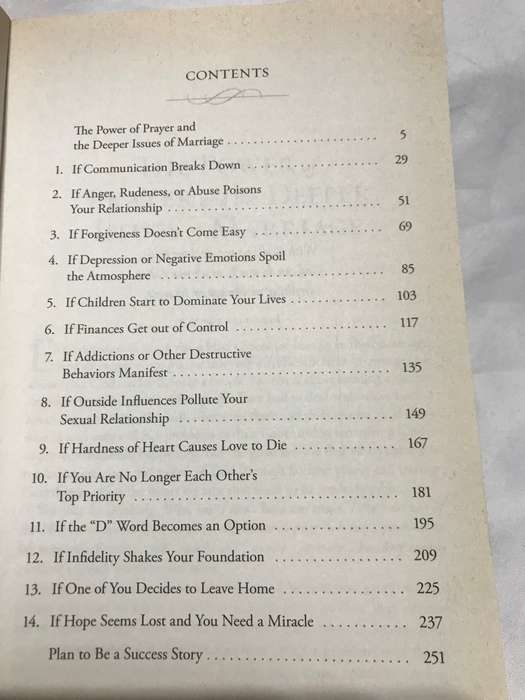 CONTENTS
The Power of Prayer and
the Deeper Issues of Marriage . . . . . . . . . . . . . . . . . . . . . . 5
1. If Communication Breaks Down . . . . . . . . . . . . . . . . . . . 29
2. If Anger, Rudeness, or Abuse Poisons
Your Relationship . . . . . . . . . . . . . . . . . . . . . . . . . . . . . . 51
3. If Forgiveness Doesn't Come Easy . . . . . . . . . . . . . . . . . . 69
4. If Depression or Negative Emotions Spoil
the Atmosphere . . . . . . . . . . . . . . . . . . . . . . . . . . . . . . . 85
5. If Children Start to Dominate Your Lives . . . . . . . . . . . . . 103
6. If Finances Get out of Control . . . . . . . . . . . . . . . . . . . . . 117
7. If Addictions or Other Destructive
Behaviors Manifest . . . . . . . . . . . . . . . . . . . . . . . . . . . . . 135
8. If Outside Influences Pollute Your
Sexual Relationship . . . . . . . . . . . . . . . . . . . . . . . . . . . . 149
9. If Hardness of Heart Causes Love to Die . . . . . . . . . . . . . 167
10. If You Are No Longer Each Other's
Top Priority . . . . . . . . . . . . . . . . . . . . . . . . . . . . . . . . . . 181
11. If the "D" Word Becomes an Option . . . . . . . . . . . . . . . . 195
12. If Infidelity Shakes Your Foundation . . . . . . . . . . . . . . . . 209
13. If One of You Decides to Leave Home . . . . . . . . . . . . . . . 225
14. If Hope Seems Lost and You Need a Miracle . . . . . . . . . . 237
Plan to Be a Success Story . . . . . . . . . . . . . . . . . . . . . . . . 251